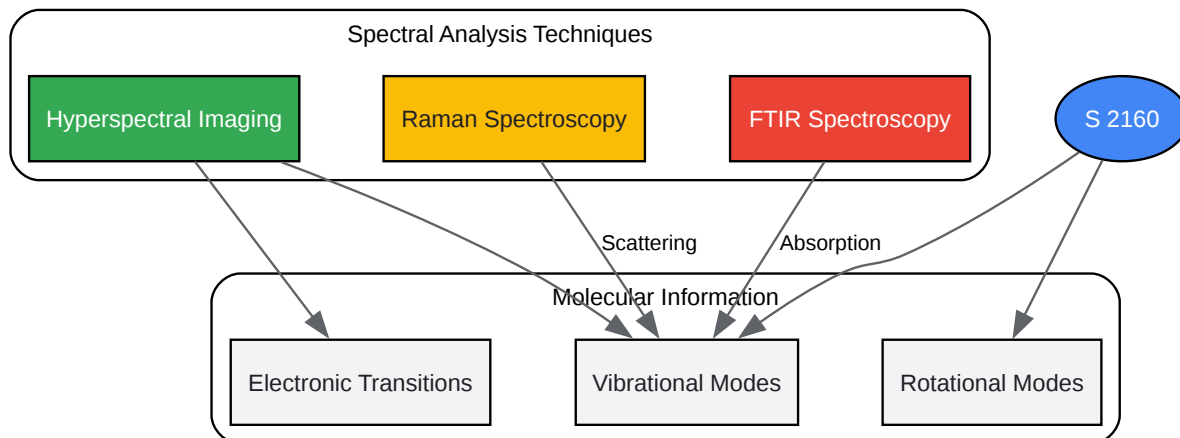 Spectral Analysis Techniques
Hyperspectral Imaging
Raman Spectroscopy
FTIR Spectroscopy
S 2160
Scattering
Absorption
Molecular Information
Electronic Transitions
Vibrational Modes
Rotational Modes